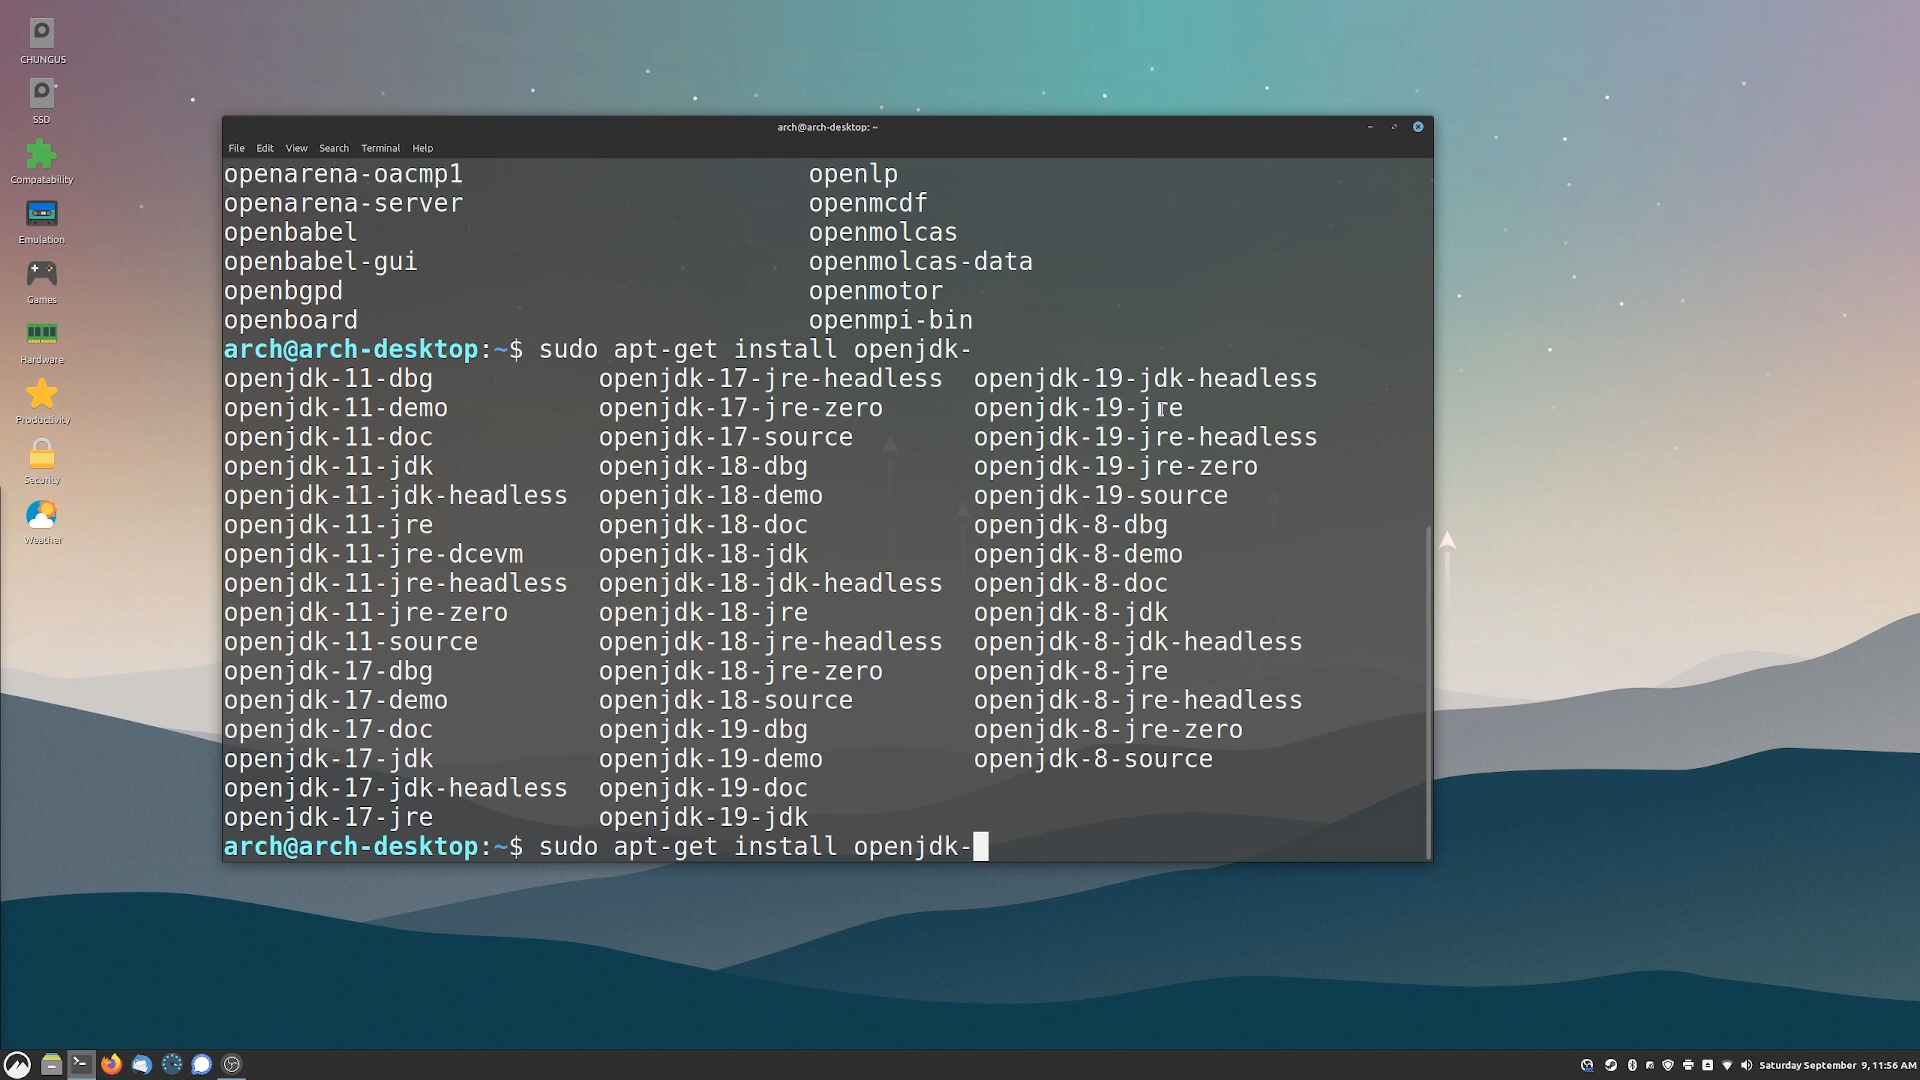 CHUNGUS
SSD
Compatability
Emulation
Games
Hardware
Productivity
Security
Weather
arch@arch-desktop: ~
File Edit View Search Terminal Help
openarena-oacmp1 openlp
openarena-server openmcdf
openbabel openmolcas
openbabel-gui openmolcas-data
openbgpd openmotor
openboard openmpi-bin
arch@arch-desktop:~$ sudo apt-get install openjdk-
openjdk-11-dbg openjdk-17-jre-headless openjdk-19-jdk-headless
openjdk-11-demo openjdk-17-jre-zero openjdk-19-jre
openjdk-11-doc openjdk-17-source openjdk-19-jre-headless
openjdk-11-jdk openjdk-18-dbg openjdk-19-jre-zero
openjdk-11-jdk-headless openjdk-18-demo openjdk-19-source
openjdk-11-jre openjdk-18-doc openjdk-8-dbg
openjdk-11-jre-dcevm openjdk-18-jdk openjdk-8-demo
openjdk-11-jre-headless openjdk-18-jdk-headless openjdk-8-doc
openjdk-11-jre-zero openjdk-18-jre openjdk-8-jdk
openjdk-11-source openjdk-18-jre-headless openjdk-8-jdk-headless
openjdk-17-dbg openjdk-18-jre-zero openjdk-8-jre
openjdk-17-demo openjdk-18-source openjdk-8-jre-headless
openjdk-17-doc openjdk-19-dbg openjdk-8-jre-zero
openjdk-17-jdk openjdk-19-demo openjdk-8-source
openjdk-17-jdk-headless openjdk-19-doc
openjdk-17-jre openjdk-19-jdk
arch@arch-desktop:~$ sudo apt-get install openjdk-
Saturday September 9, 11:56 AM